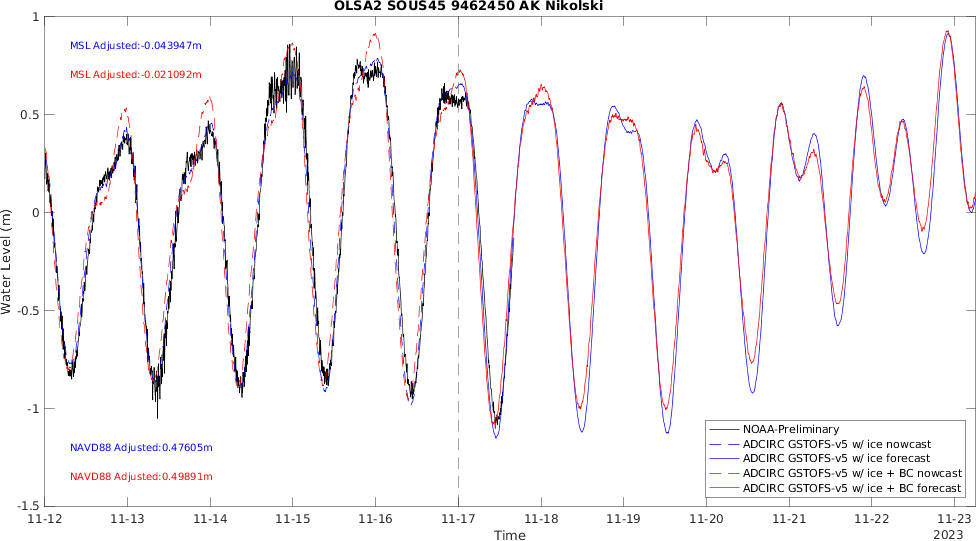 OLSA2 SOUS45 9462450 AK Nikolski
MSL Adjusted:-0.043947m
MSL Adjusted:-0.021092m
NAVD88 Adjusted:0.47605m
NAVD88 Adjusted:0.49891m
Water Level (m)
1
0.5
0
-0.5
-1
-1.5
NOAA-Preliminary
ADCIRC GSTOFS-v5 w/ ice nowcast
ADCIRC GSTOFS-v5 w/ ice forecast
ADCIRC GSTOFS-v5 w/ ice + BC nowcast
ADCIRC GSTOFS-v5 w/ ice + BC forecast
11-12 11-13 11-14 11-15 11-16 11-17 11-18 11-19 11-20 11-21 11-22 11-23
2023
Time